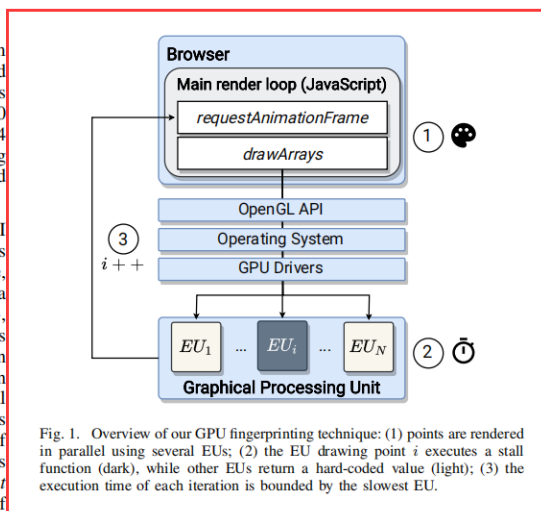 Browser
Main render loop (JavaScript)
requestAnimationFrame
drawArrays
1
OpenGL API
Operating System
GPU Drivers
3
i + +
EU1 ... EUi ... EUN
2
Graphical Processing Unit
Fig. 1. Overview of our GPU fingerprinting technique: (1) points are rendered
in parallel using several EUs; (2) the EU drawing point i executes a stall
function (dark), while other EUs return a hard-coded value (light); (3) the
execution time of each iteration is bounded by the slowest EU.